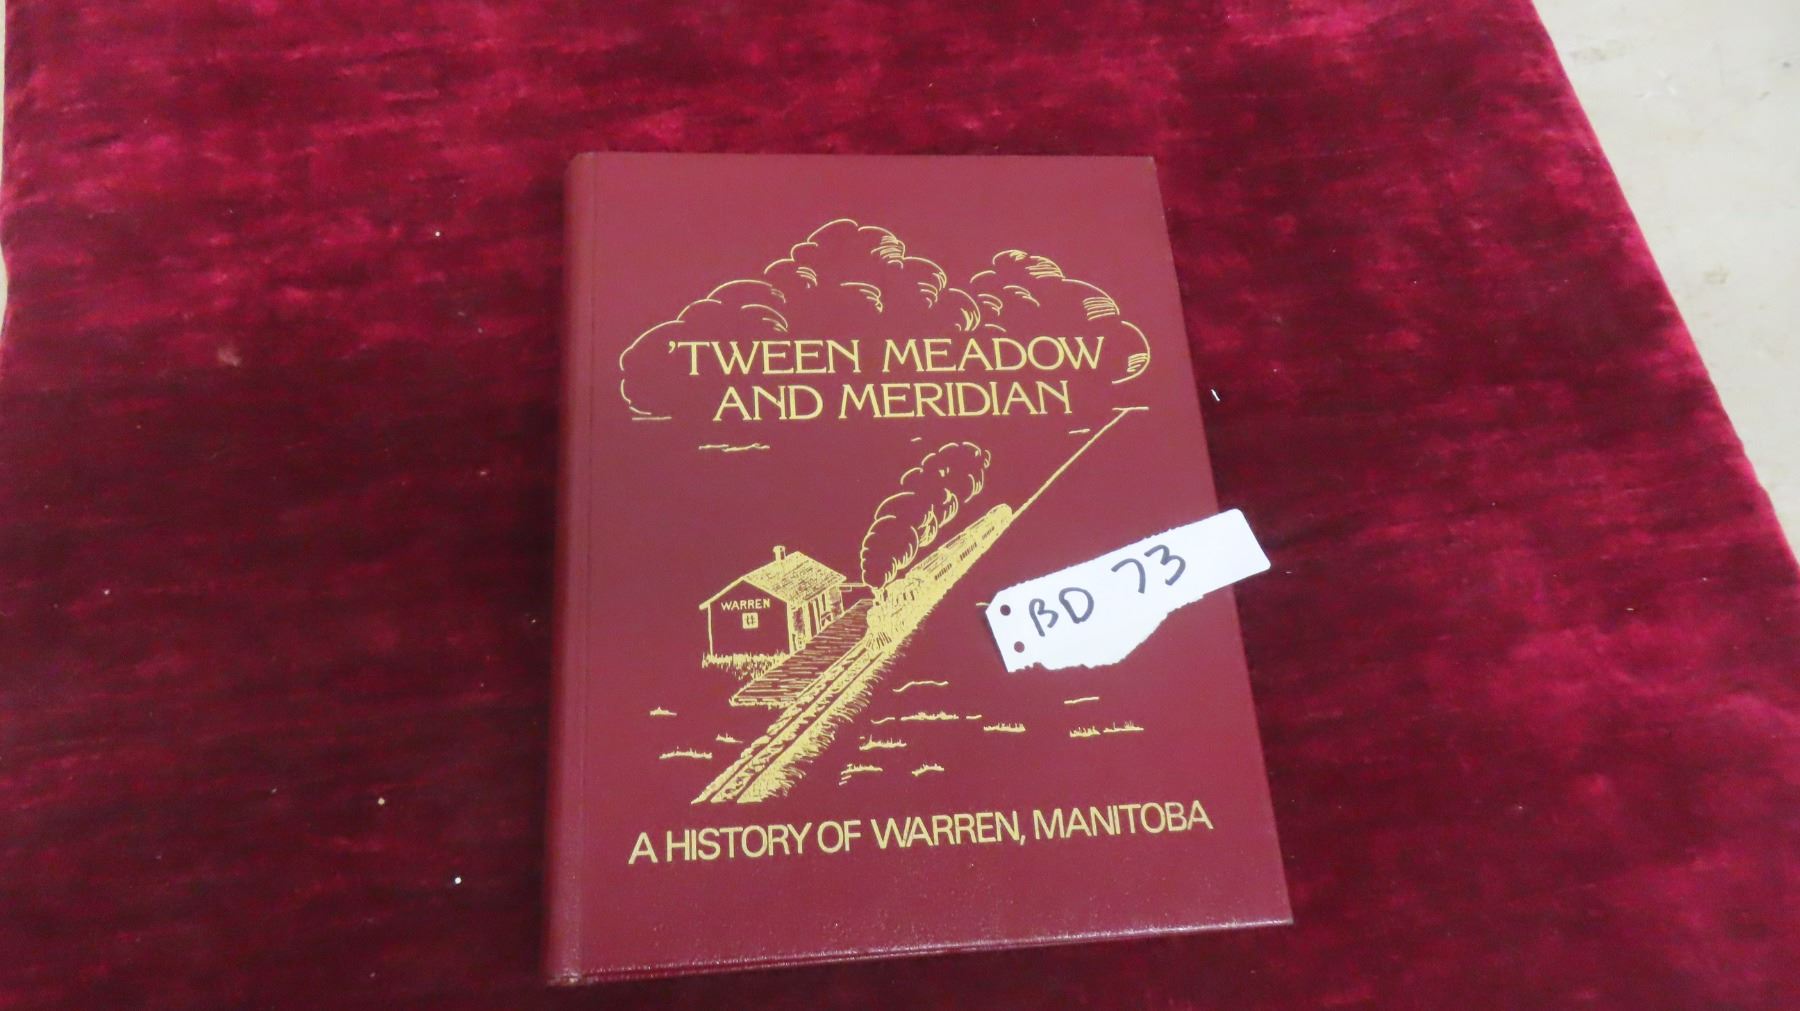 'TWEEN MEADOW
AND MERIDIAN
WARREN
BD 73
A HISTORY OF WARREN, MANITOBA